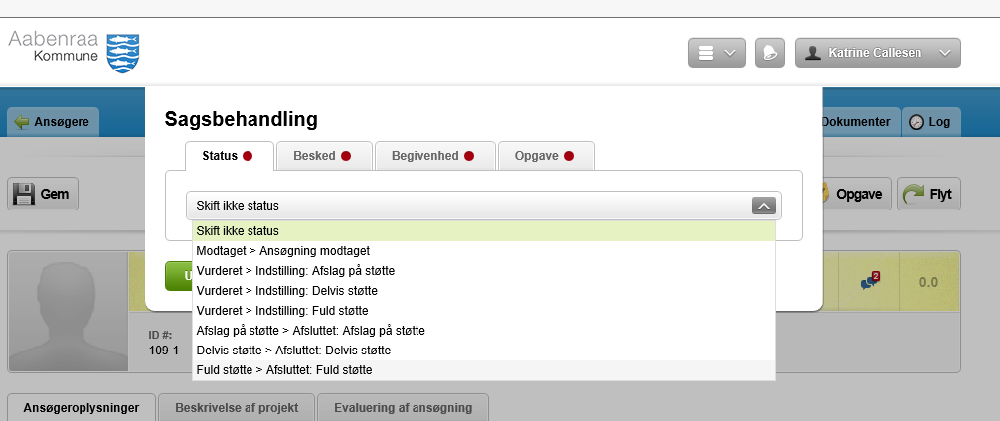 Aabenraa
Kommune
Katrine Callesen
Ansøgere
Dokumenter
Log
Gem
Opgave
Flyt
Sagsbehandling
Status
Besked
Begivenhed
Opgave
Skift ikke status
Skift ikke status
Modtaget > Ansøgning modtaget
Vurderet > Indstilling: Afslag på støtte
Vurderet > Indstilling: Delvis støtte
Vurderet > Indstilling: Fuld støtte
Afslag på støtte > Afsluttet: Afslag på støtte
Delvis støtte > Afsluttet: Delvis støtte
Fuld støtte > Afsluttet: Fuld støtte
2
0.0
ID #:
109-1
Ansøgeroplysninger
Beskrivelse af projekt
Evaluering af ansøgning